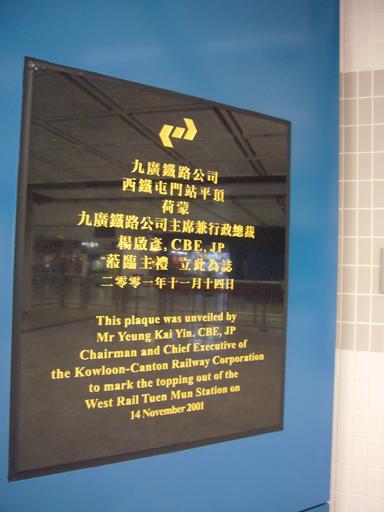 九廣鐵路公司
西鐵屯門站平頂
荷蒙
九廣鐵路公司主席兼行政總裁
楊啟彥, CBE, JP
蒞臨主禮 立此為誌
二零零一年十一月十四日
This plaque was unveiled by
Mr Yeung Kai Yin, CBE, JP
Chairman and Chief Executive of
the Kowloon-Canton Railway Corporation
to mark the topping out of the
West Rail Tuen Mun Station on
14 November 2001